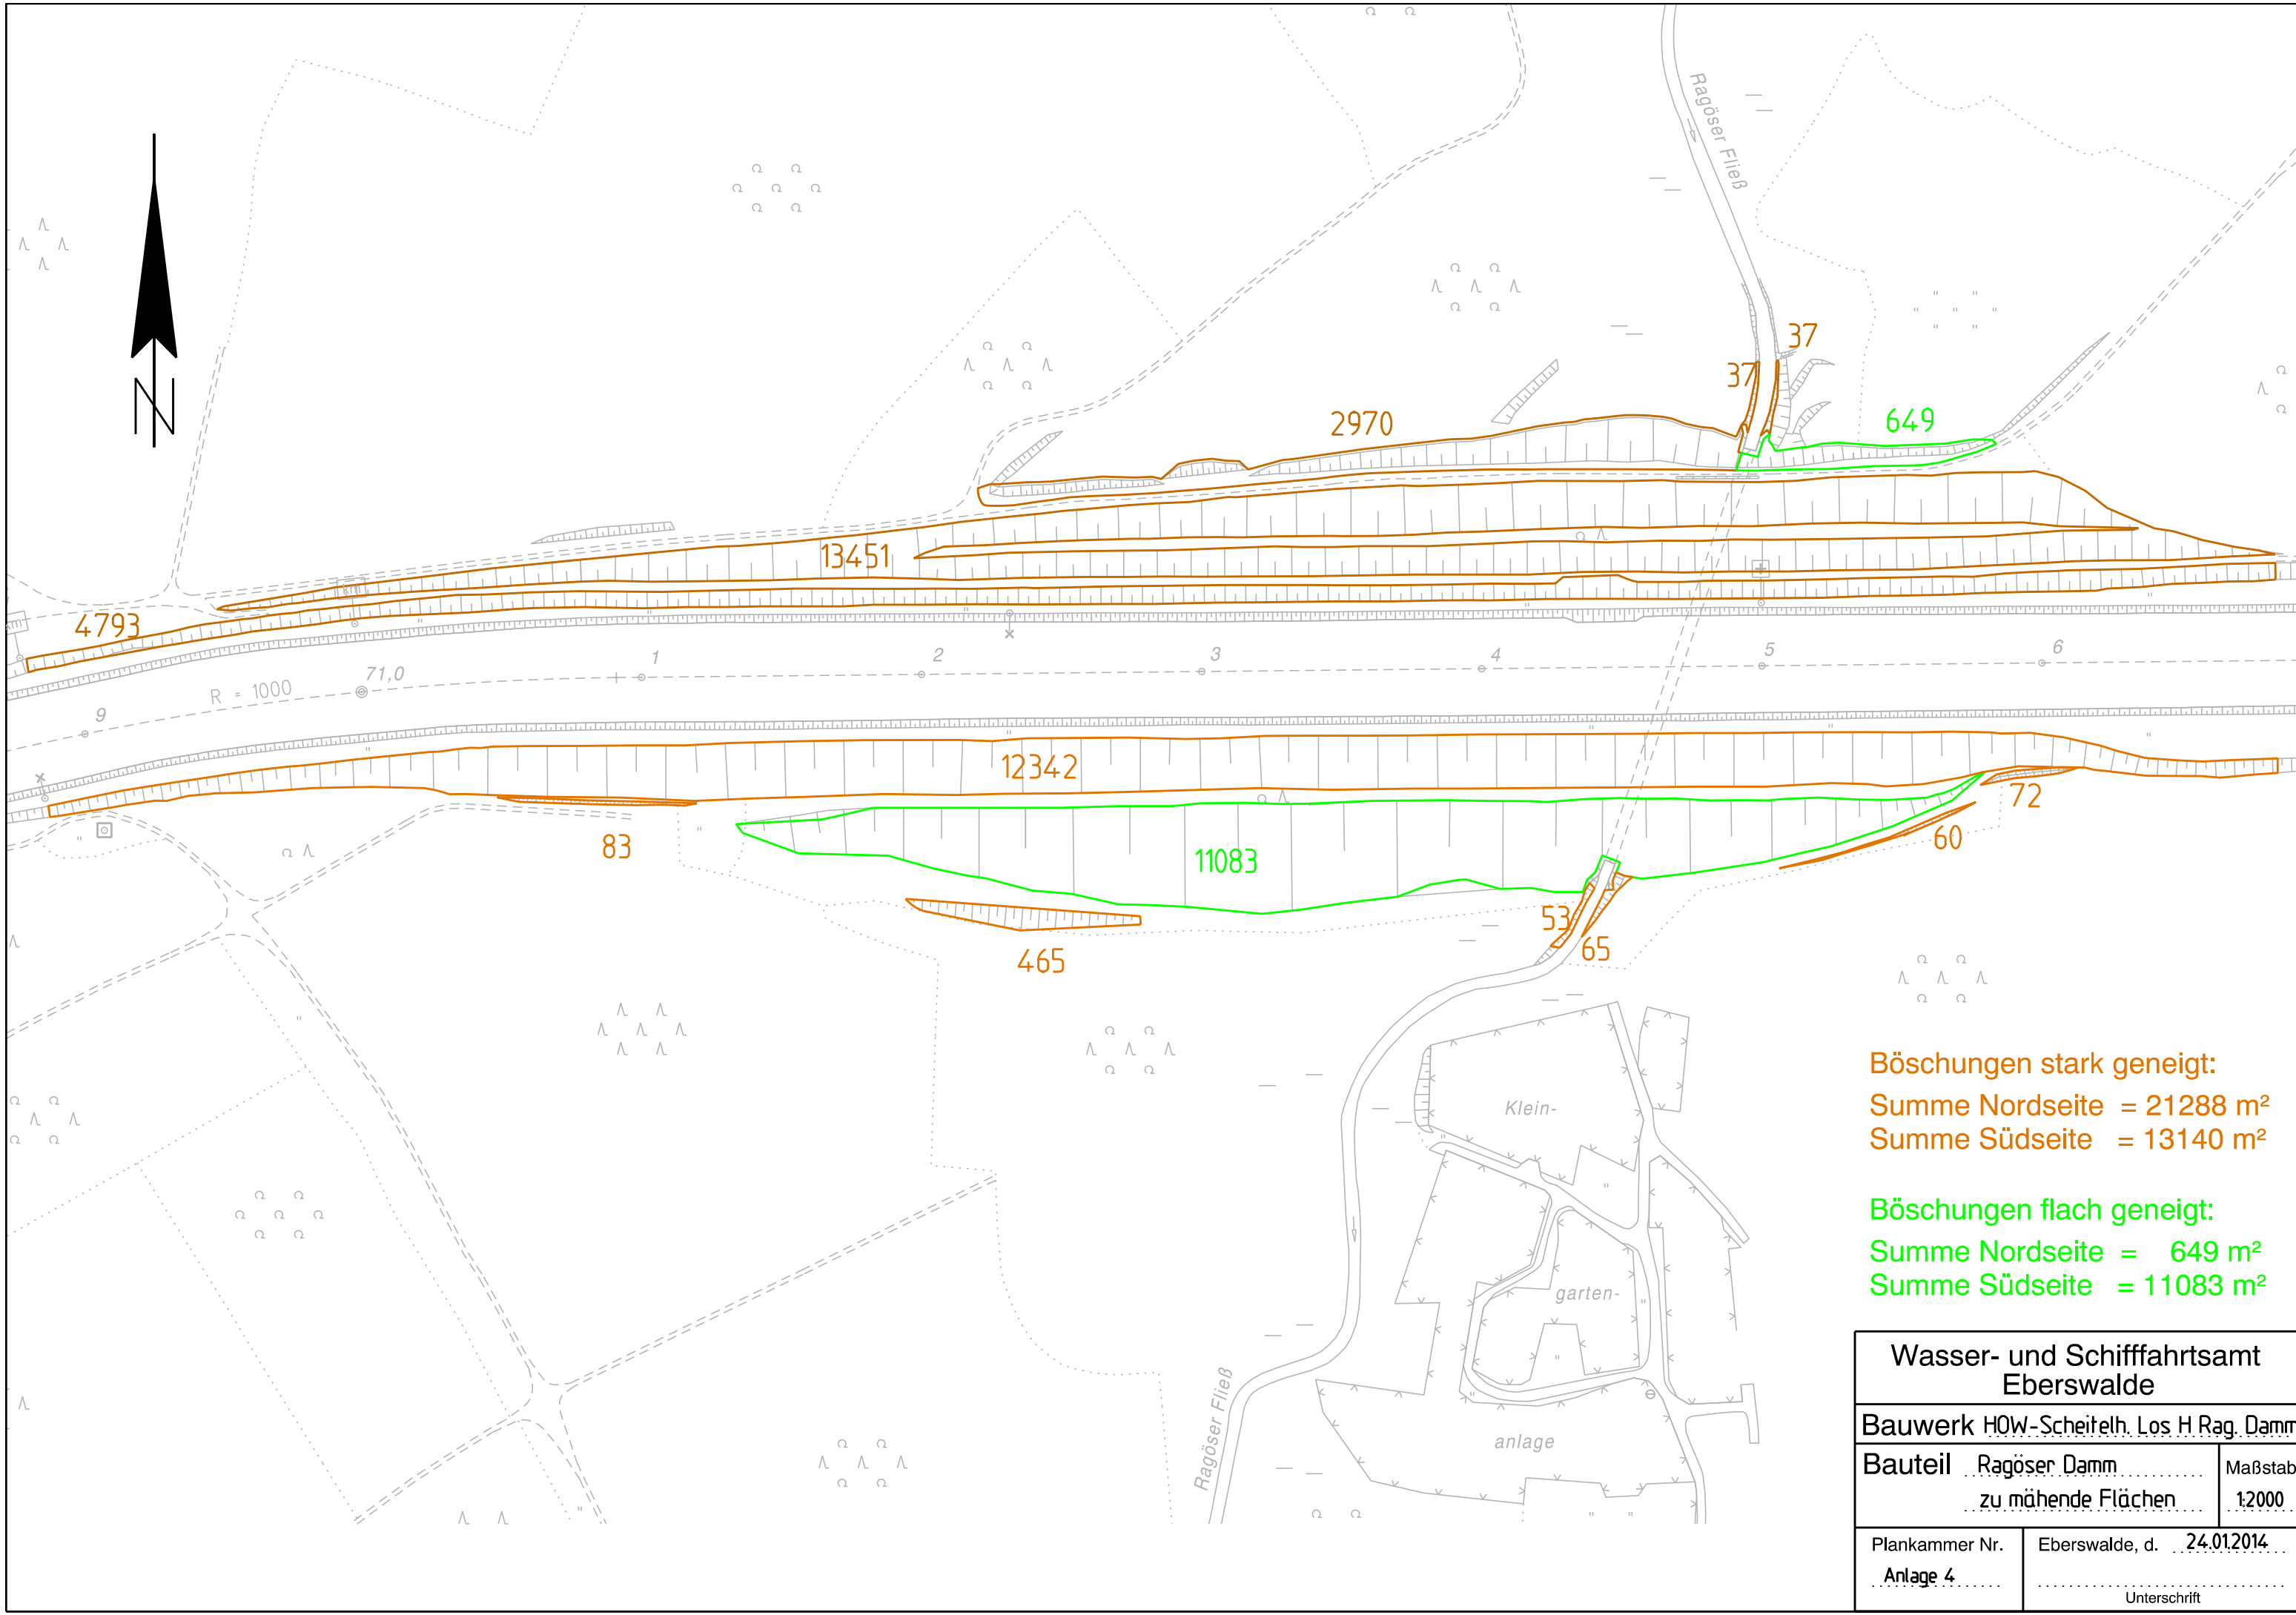 Ragöser Fließ
N
37
37
2970
649
13451
km
4793
1
2
3
4
5
6
71,0
R = 1000
9
12342
72
83
60
11083
53
465
65
Böschungen stark geneigt:
Summe Nordseite = 21288 m²
Summe Südseite = 13140 m²
Klein-
Böschungen flach geneigt:
Summe Nordseite = 649 m²
Summe Südseite = 11083 m²
garten-
Ragöser Fließ
anlage
Wasser- und Schifffahrtsamt
Eberswalde
Bauwerk HOW-Scheitelh. Los H Rag. Damm
Bauteil Ragöser Damm
zu mähende Flächen
Maßstab
1:2000
Plankammer Nr.
Anlage 4
Eberswalde, d. 24.01.2014
Unterschrift